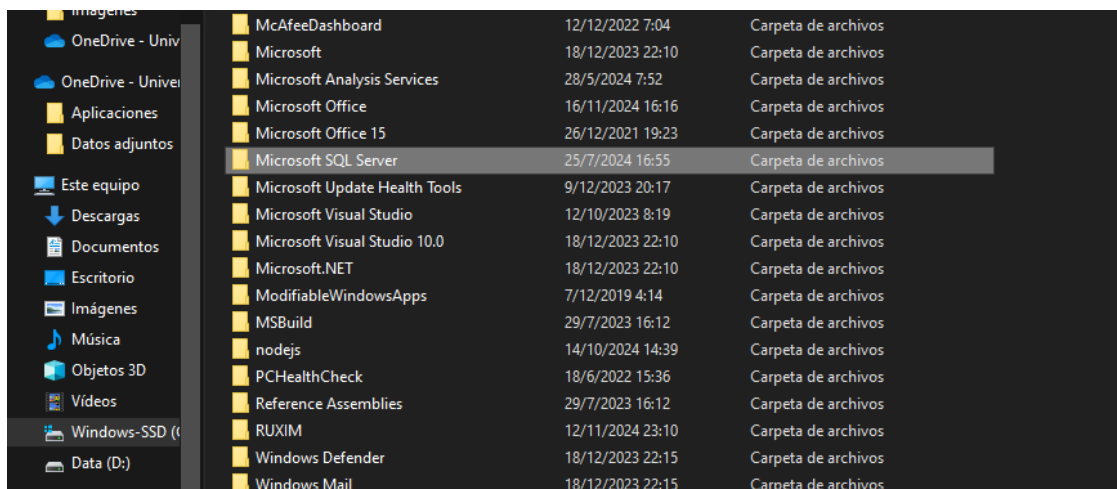 Imágenes
OneDrive - Univ
OneDrive - Univer
Aplicaciones
Datos adjuntos
Este equipo
Descargas
Documentos
Escritorio
Imágenes
Música
Objetos 3D
Vídeos
Windows-SSD (C
Data (D:)
McAfeeDashboard 12/12/2022 7:04 Carpeta de archivos
Microsoft 18/12/2023 22:10 Carpeta de archivos
Microsoft Analysis Services 28/5/2024 7:52 Carpeta de archivos
Microsoft Office 16/11/2024 16:16 Carpeta de archivos
Microsoft Office 15 26/12/2021 19:23 Carpeta de archivos
Microsoft SQL Server 25/7/2024 16:55 Carpeta de archivos
Microsoft Update Health Tools 9/12/2023 20:17 Carpeta de archivos
Microsoft Visual Studio 12/10/2023 8:19 Carpeta de archivos
Microsoft Visual Studio 10.0 18/12/2023 22:10 Carpeta de archivos
Microsoft.NET 18/12/2023 22:10 Carpeta de archivos
ModifiableWindowsApps 7/12/2019 4:14 Carpeta de archivos
MSBuild 29/7/2023 16:12 Carpeta de archivos
nodejs 14/10/2024 14:39 Carpeta de archivos
PCHealthCheck 18/6/2022 15:36 Carpeta de archivos
Reference Assemblies 29/7/2023 16:12 Carpeta de archivos
RUXIM 12/11/2024 23:10 Carpeta de archivos
Windows Defender 18/12/2023 22:15 Carpeta de archivos
Windows Mail 18/12/2023 22:15 Carpeta de archivos